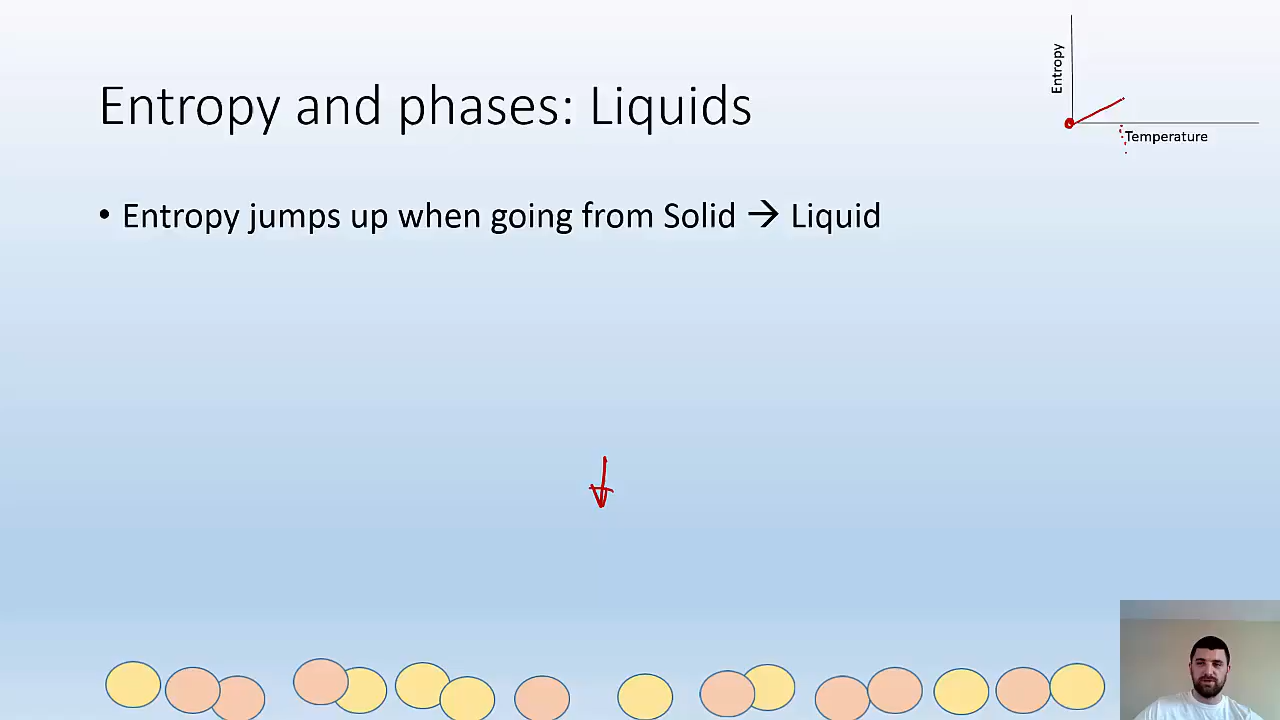 Entropy and phases: Liquids
• Entropy jumps up when going from Solid → Liquid
Entropy
Temperature